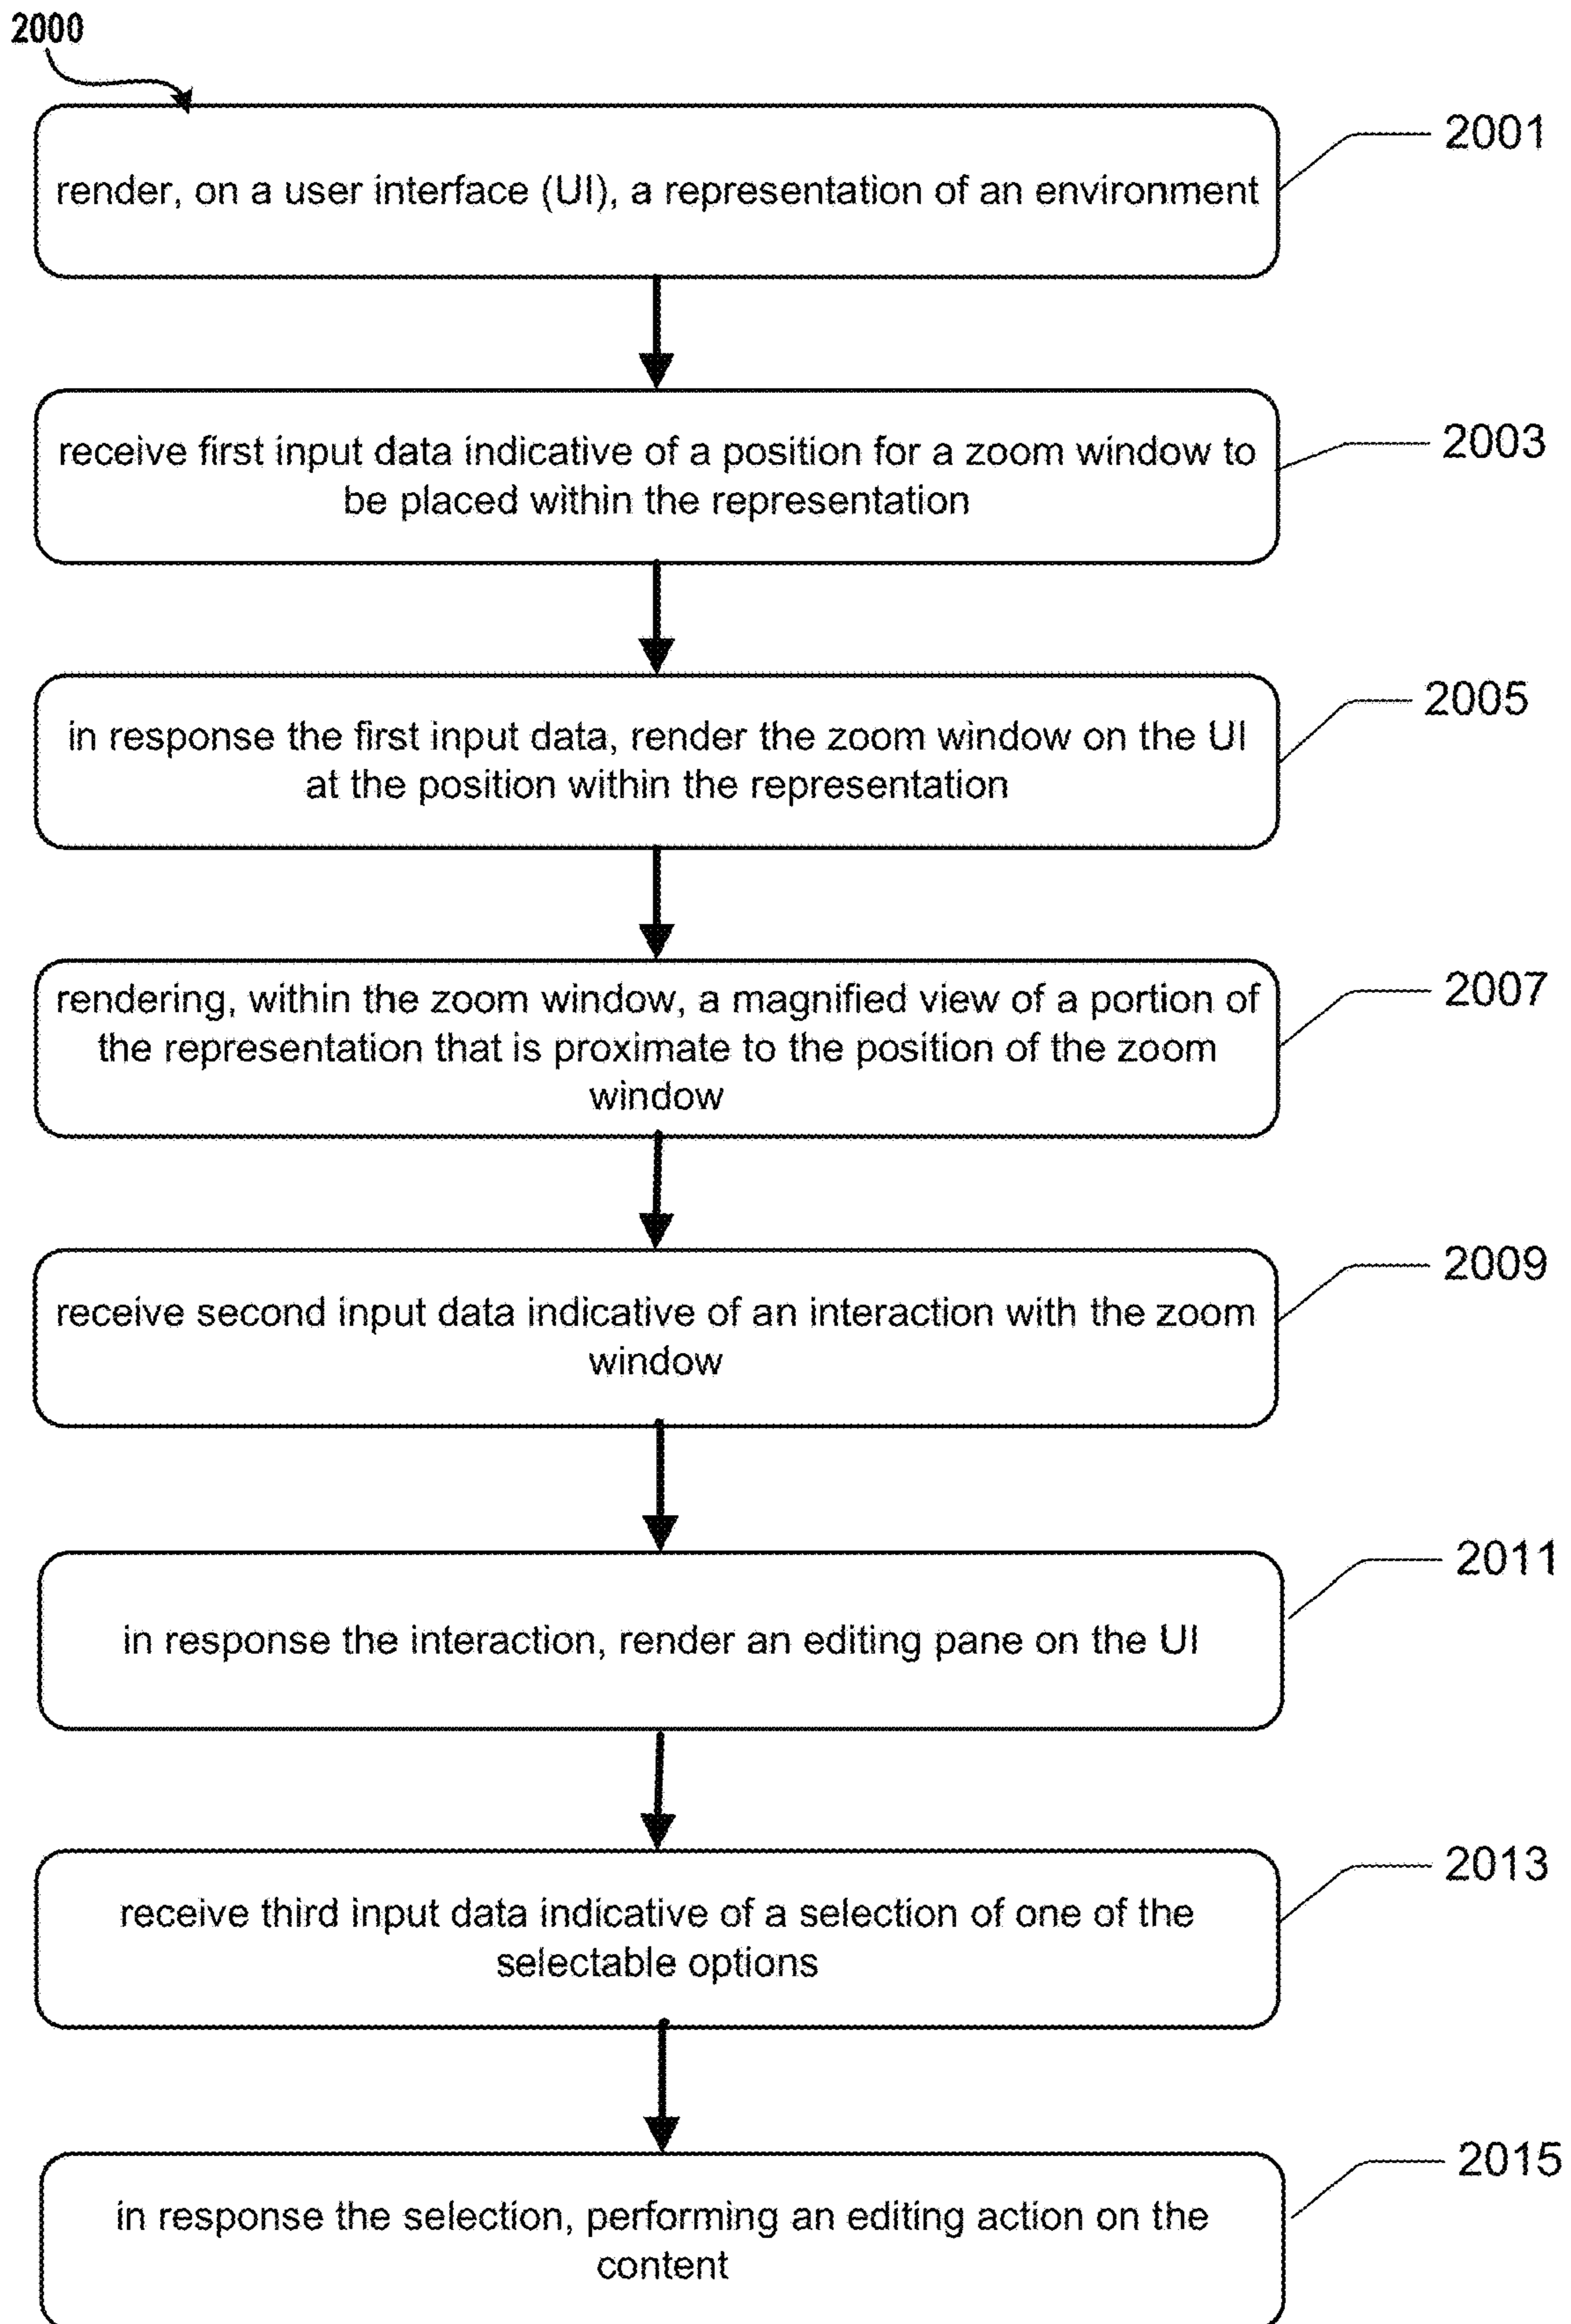 2000
2001
render, on a user interface (UI), a representation of an environment
2003
receive first input data indicative of a position for a zoom window to
be placed within the representation
2005
in response the first input data, render the zoom window on the UI
at the position within the representation
2007
rendering, within the zoom window, a magnified view of a portion of
the representation that is proximate to the position of the zoom
window
2009
receive second input data indicative of an interaction with the zoom
window
2011
in response the interaction, render an editing pane on the UI
2013
receive third input data indicative of a selection of one of the
selectable options
2015
in response the selection, performing an editing action on the
content